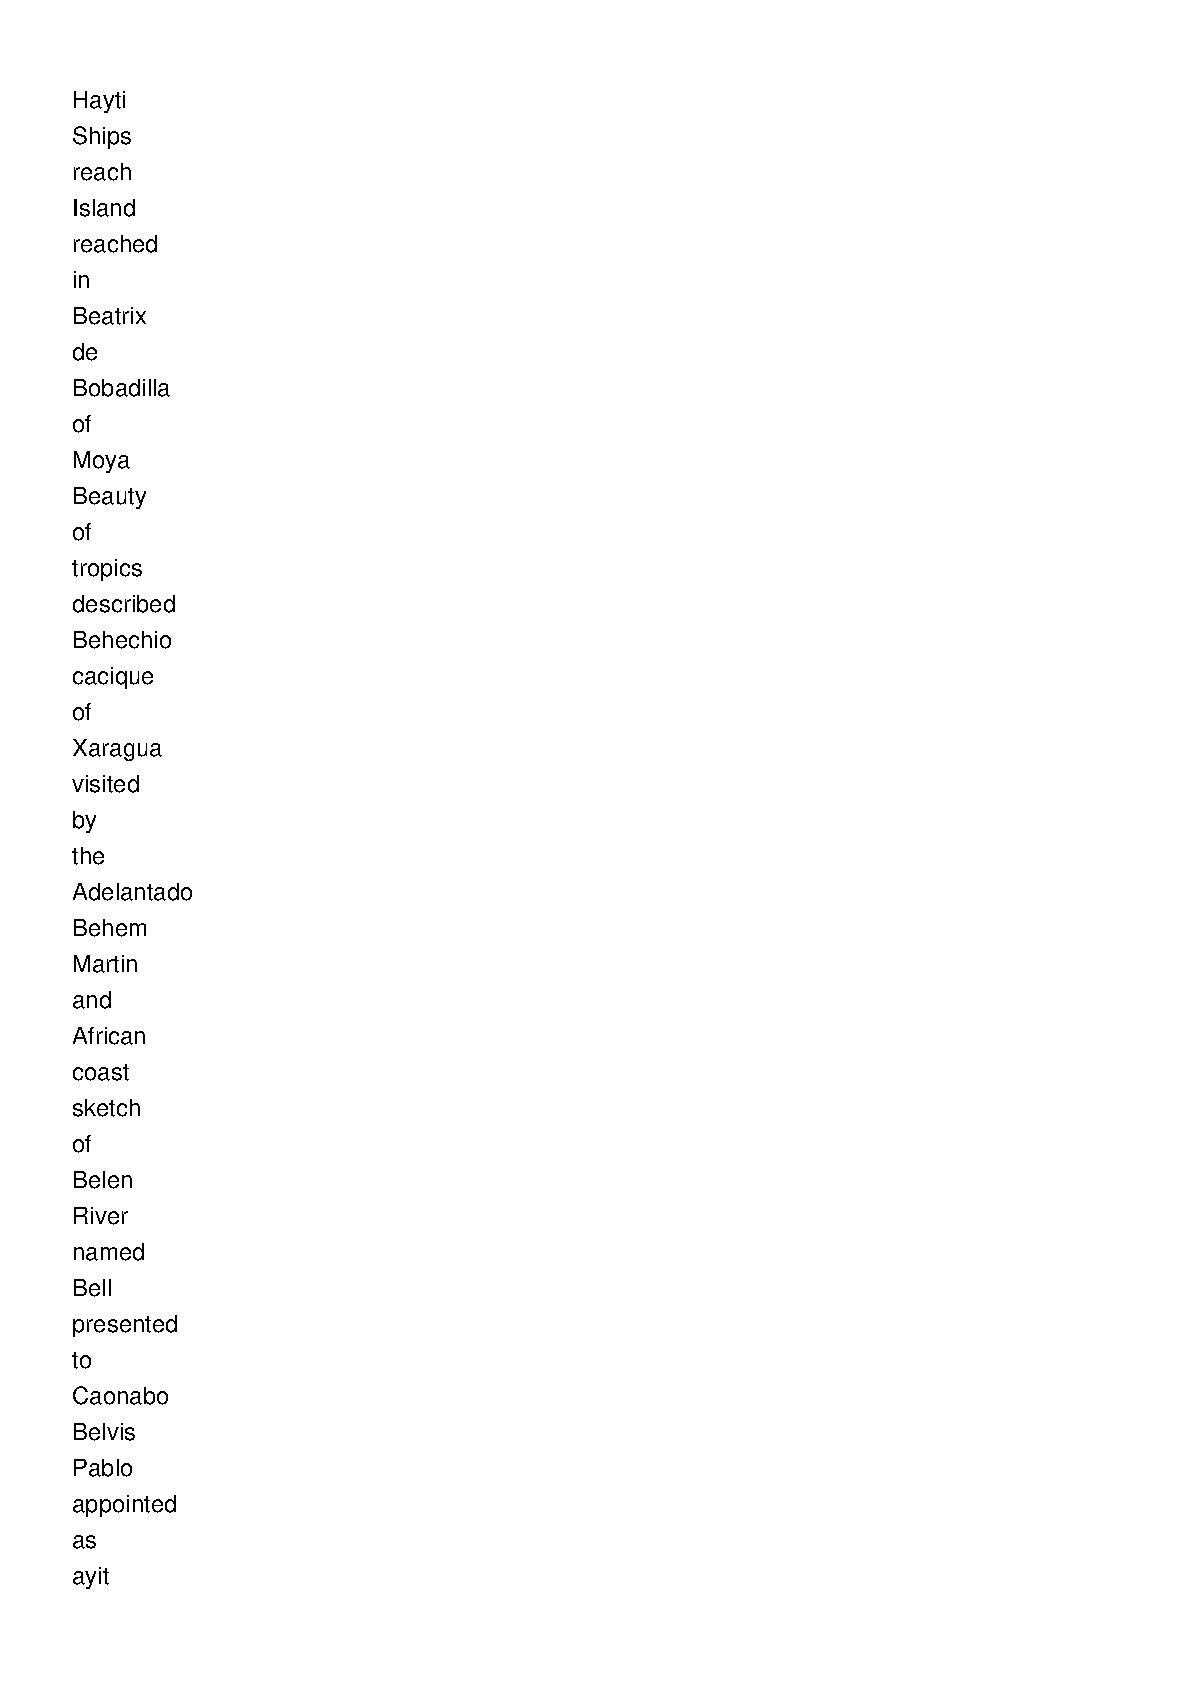 Hayti
Ships
reach
Island
reached
in
Beatrix
de
Bobadilla
of
Moya
Beauty
of
tropics
described
Behechio
cacique
of
Xaragua
visited
by
the
Adelantado
Behem
Martin
and
African
coast
sketch
of
Belen
River
named
Bell
presented
to
Caonabo
Belvis
Pablo
appointed
as
ayit